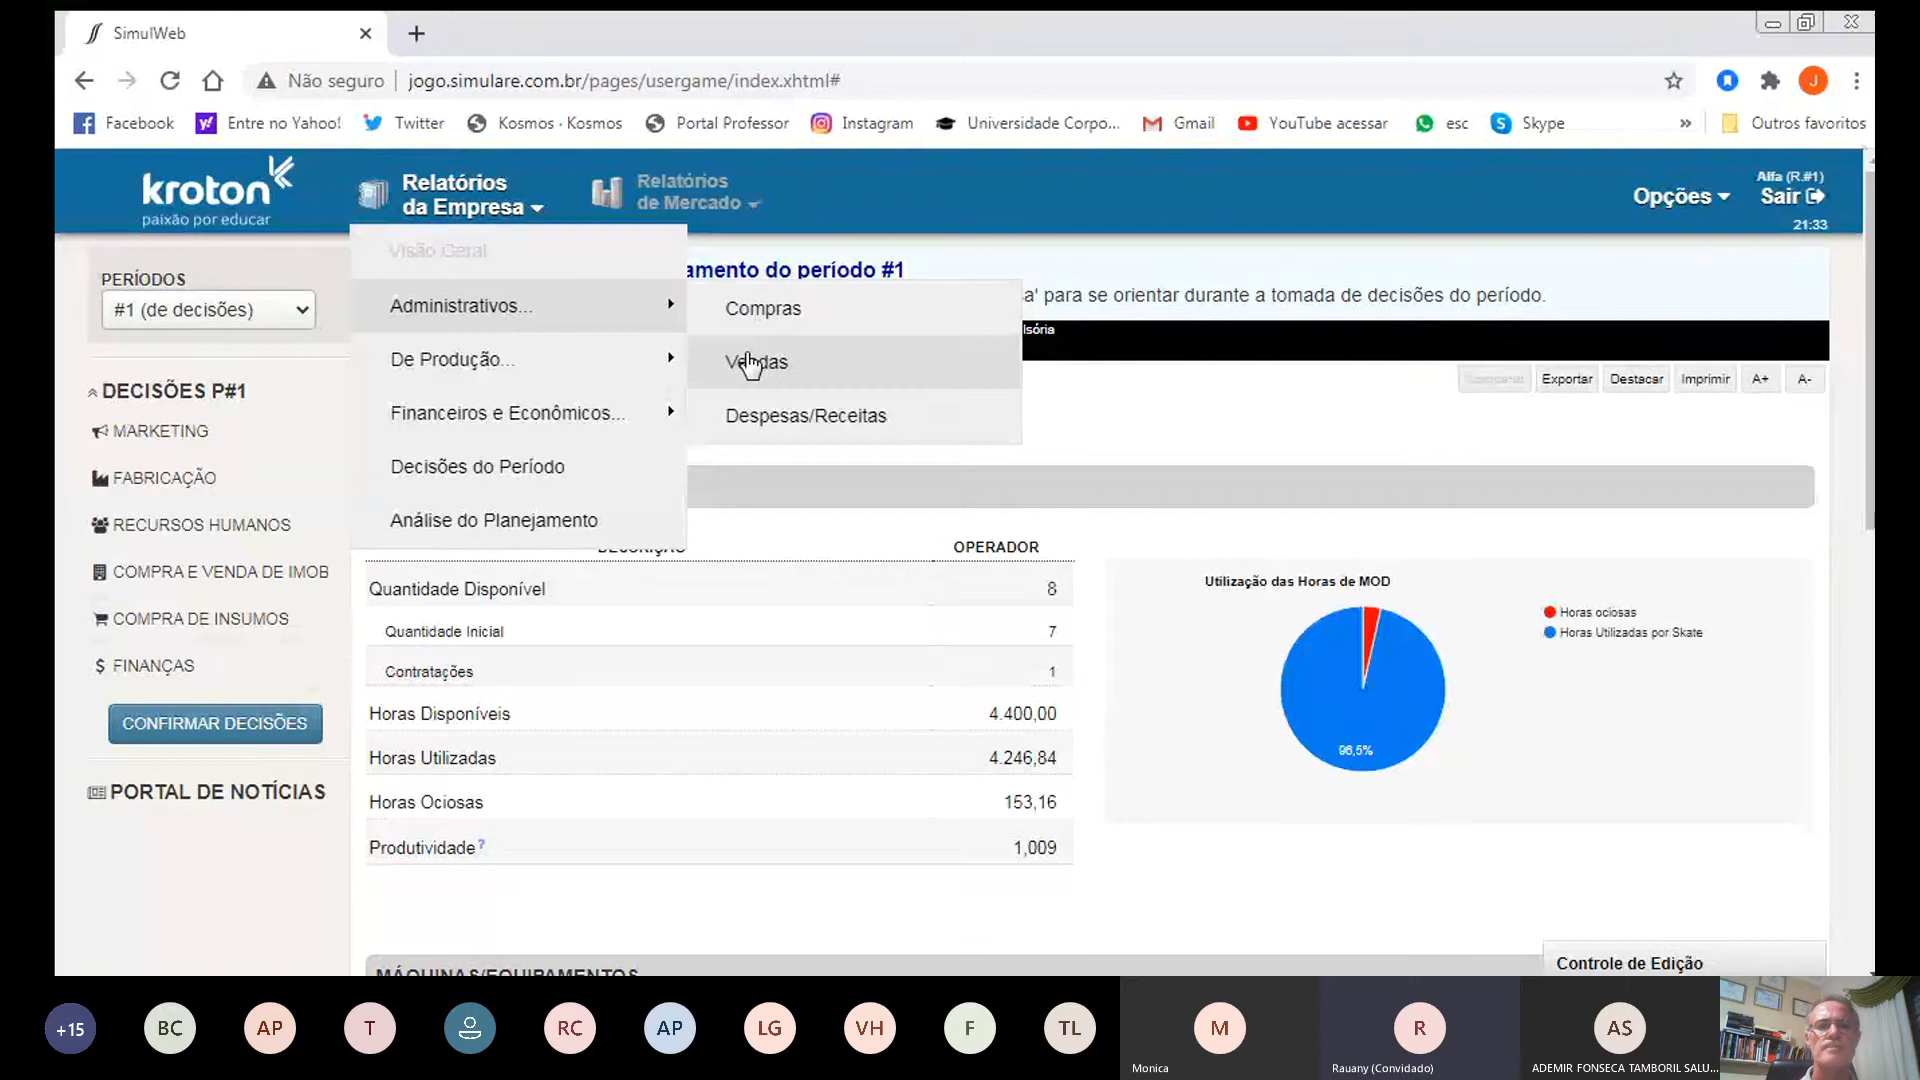 SimulWeb
Não seguro
jogo.simulare.com.br/pages/usergame/index.xhtml#
J
Facebook
Entre no Yahoo!
Twitter
Kosmos · Kosmos
Portal Professor
Instagram
Universidade Corpo...
Gmail
YouTube acessar
esc
Skype
»
Outros favoritos
kroton
paixão por educar
Relatórios
da Empresa
Relatórios
de Mercado
Opções
Alfa (R.#1)
Sair
21:33
PERÍODOS
#1 (de decisões)
DECISÕES P#1
MARKETING
FABRICAÇÃO
RECURSOS HUMANOS
COMPRA E VENDA DE IMOB
COMPRA DE INSUMOS
$ FINANÇAS
CONFIRMAR DECISÕES
PORTAL DE NOTÍCIAS
Visão Geral
Administrativos...
De Produção...
Financeiros e Econômicos...
Decisões do Período
Análise do Planejamento
Compras
Vendas
Despesas/Receitas
amento do período #1
a' para se orientar durante a tomada de decisões do período.
lsória
Exportar
Destacar
Imprimir
A+
A-
DESCRIÇÃO
OPERADOR
Quantidade Disponível 8
Quantidade Inicial 7
Contratações 1
Horas Disponíveis 4.400,00
Horas Utilizadas 4.246,84
Horas Ociosas 153,16
Produtividade ? 1,009
Utilização das Horas de MOD
Horas ociosas
Horas Utilizadas por Skate
96,5%
MÁQUINAS/EQUIPAMENTOS
Controle de Edição
+15
BC
AP
T
RC
AP
LG
VH
F
TL
M
Monica
R
Rauany (Convidado)
AS
ADEMIR FONSECA TAMBORIL SALU...